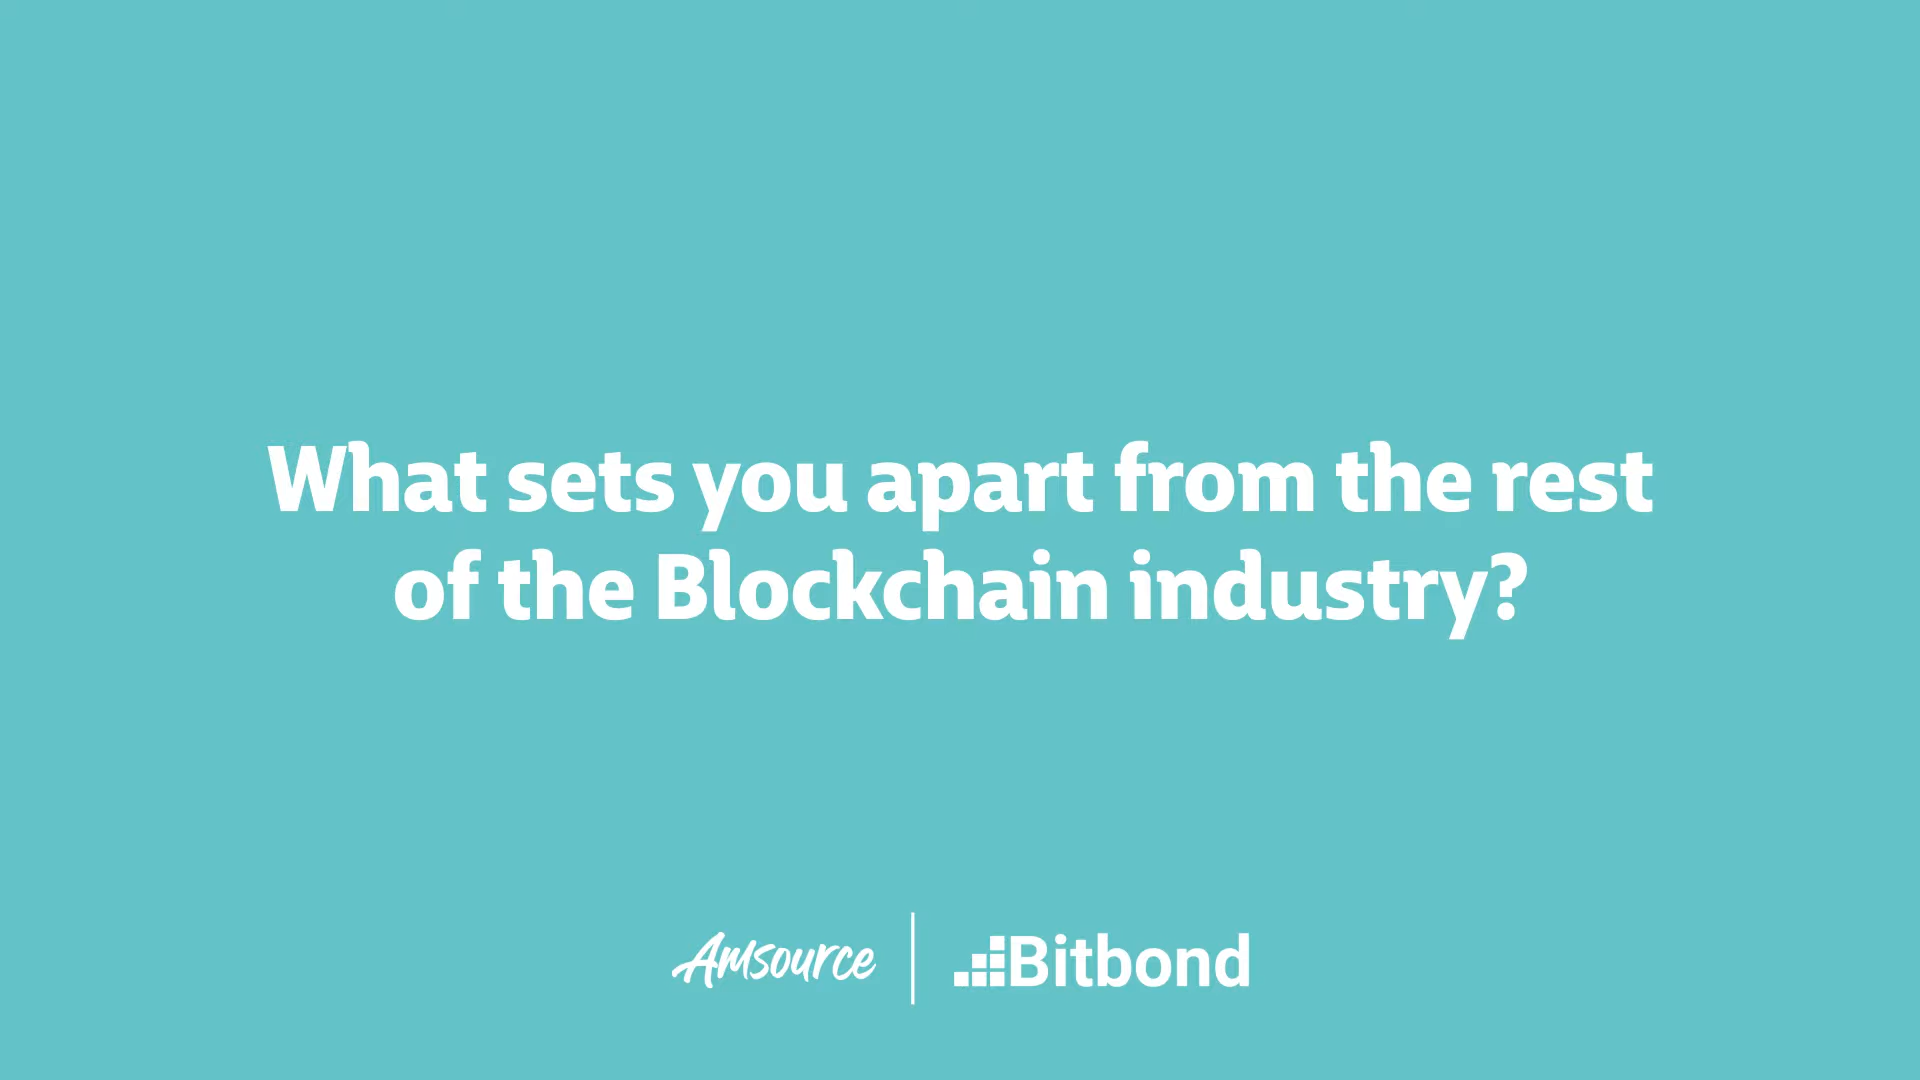 What sets you apart from the rest
of the Blockchain industry?
Amsource
Bitbond